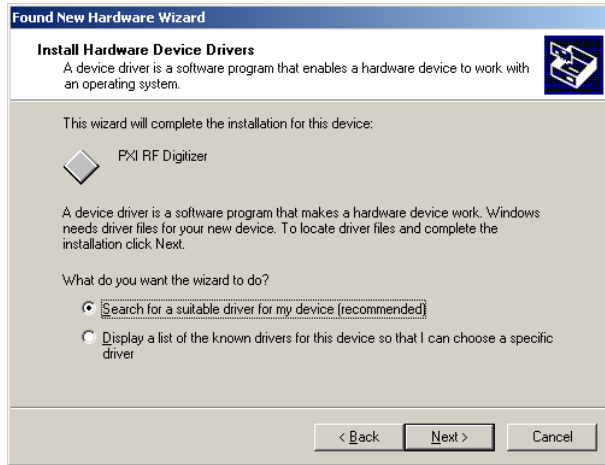 Found New Hardware Wizard
Install Hardware Device Drivers
A device driver is a software program that enables a hardware device to work with
an operating system.
This wizard will complete the installation for this device:
PXI RF Digitizer
A device driver is a software program that makes a hardware device work. Windows
needs driver files for your new device. To locate driver files and complete the
installation click Next.
What do you want the wizard to do?
Search for a suitable driver for my device (recommended)
Display a list of the known drivers for this device so that I can choose a specific
driver
< Back Next > Cancel